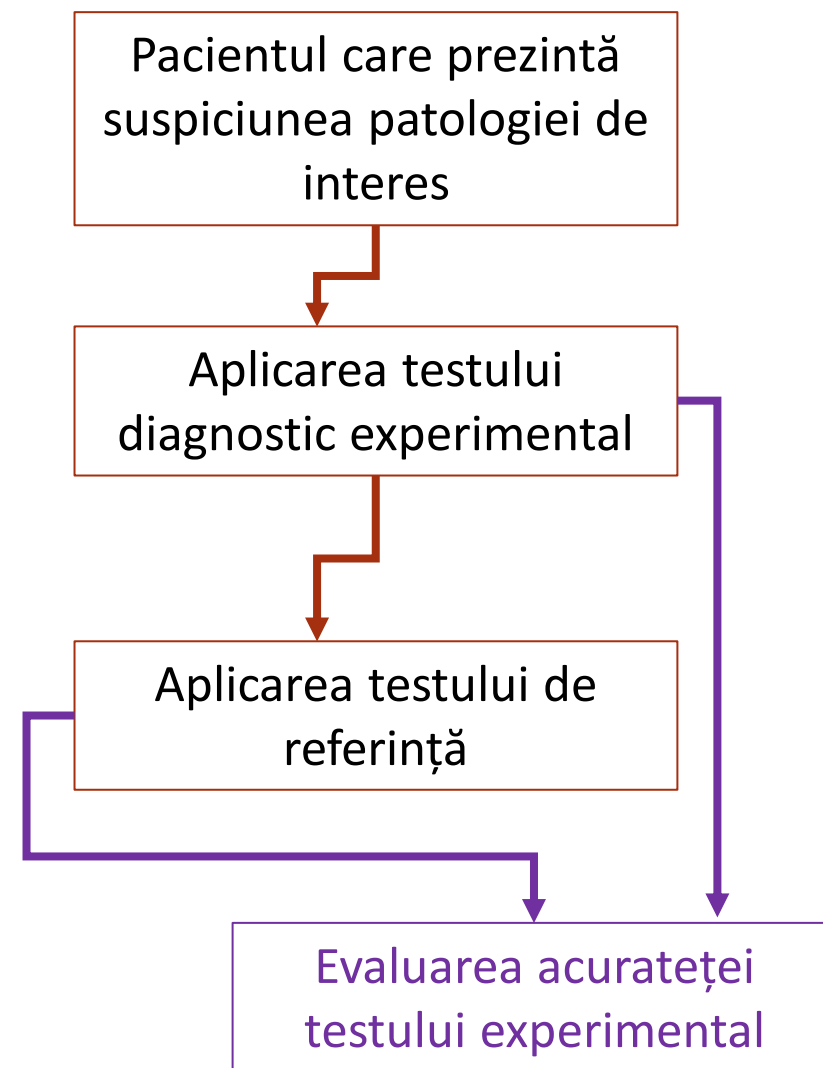 Pacientul care prezintă
suspiciunea patologiei de
interes
Aplicarea testului
diagnostic experimental
Aplicarea testului de
referință
Evaluarea acurateței
testului experimental